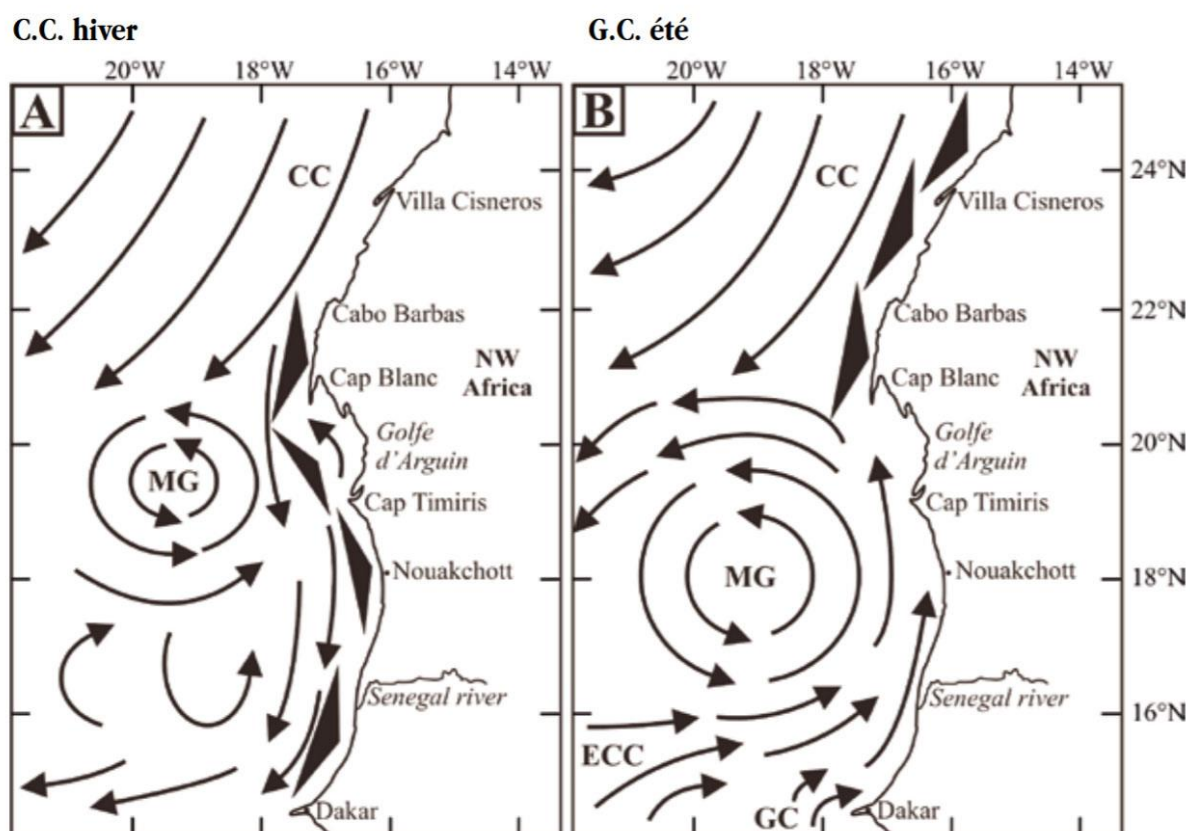 C.C. hiver
G.C. été
20°W 18°W 16°W 14°W
A
CC
Villa Cisneros
Cabo Barbas
NW
Africa
Cap Blanc
Golfe
d'Arguin
MG
Cap Timiris
Nouakchott
Senegal river
Dakar
20°W 18°W 16°W 14°W
B
CC
24°N
Villa Cisneros
22°N
Cabo Barbas
NW
Africa
Cap Blanc
20°N
Golfe
d'Arguin
Cap Timiris
MG
Nouakchott
18°N
Senegal river
16°N
ECC
GC
Dakar